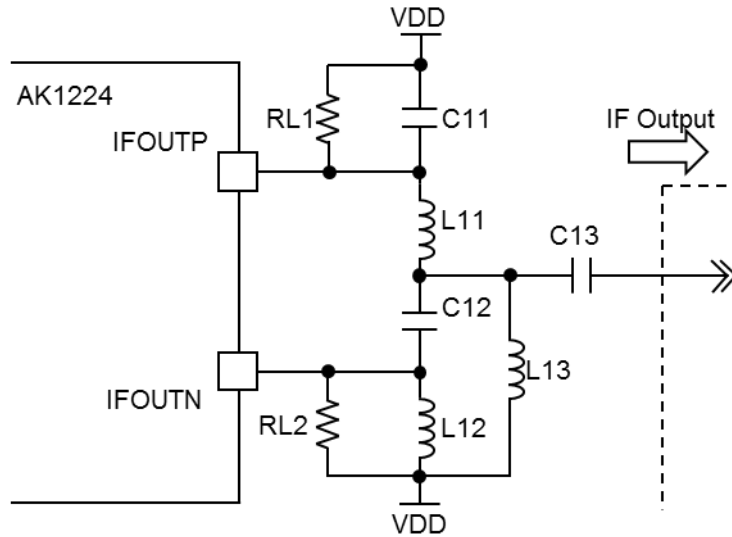 VDD
AK1224
RL1
C11
IF Output
IFOUTP
L11
C13
C12
L13
IFOUTN
RL2
L12
VDD